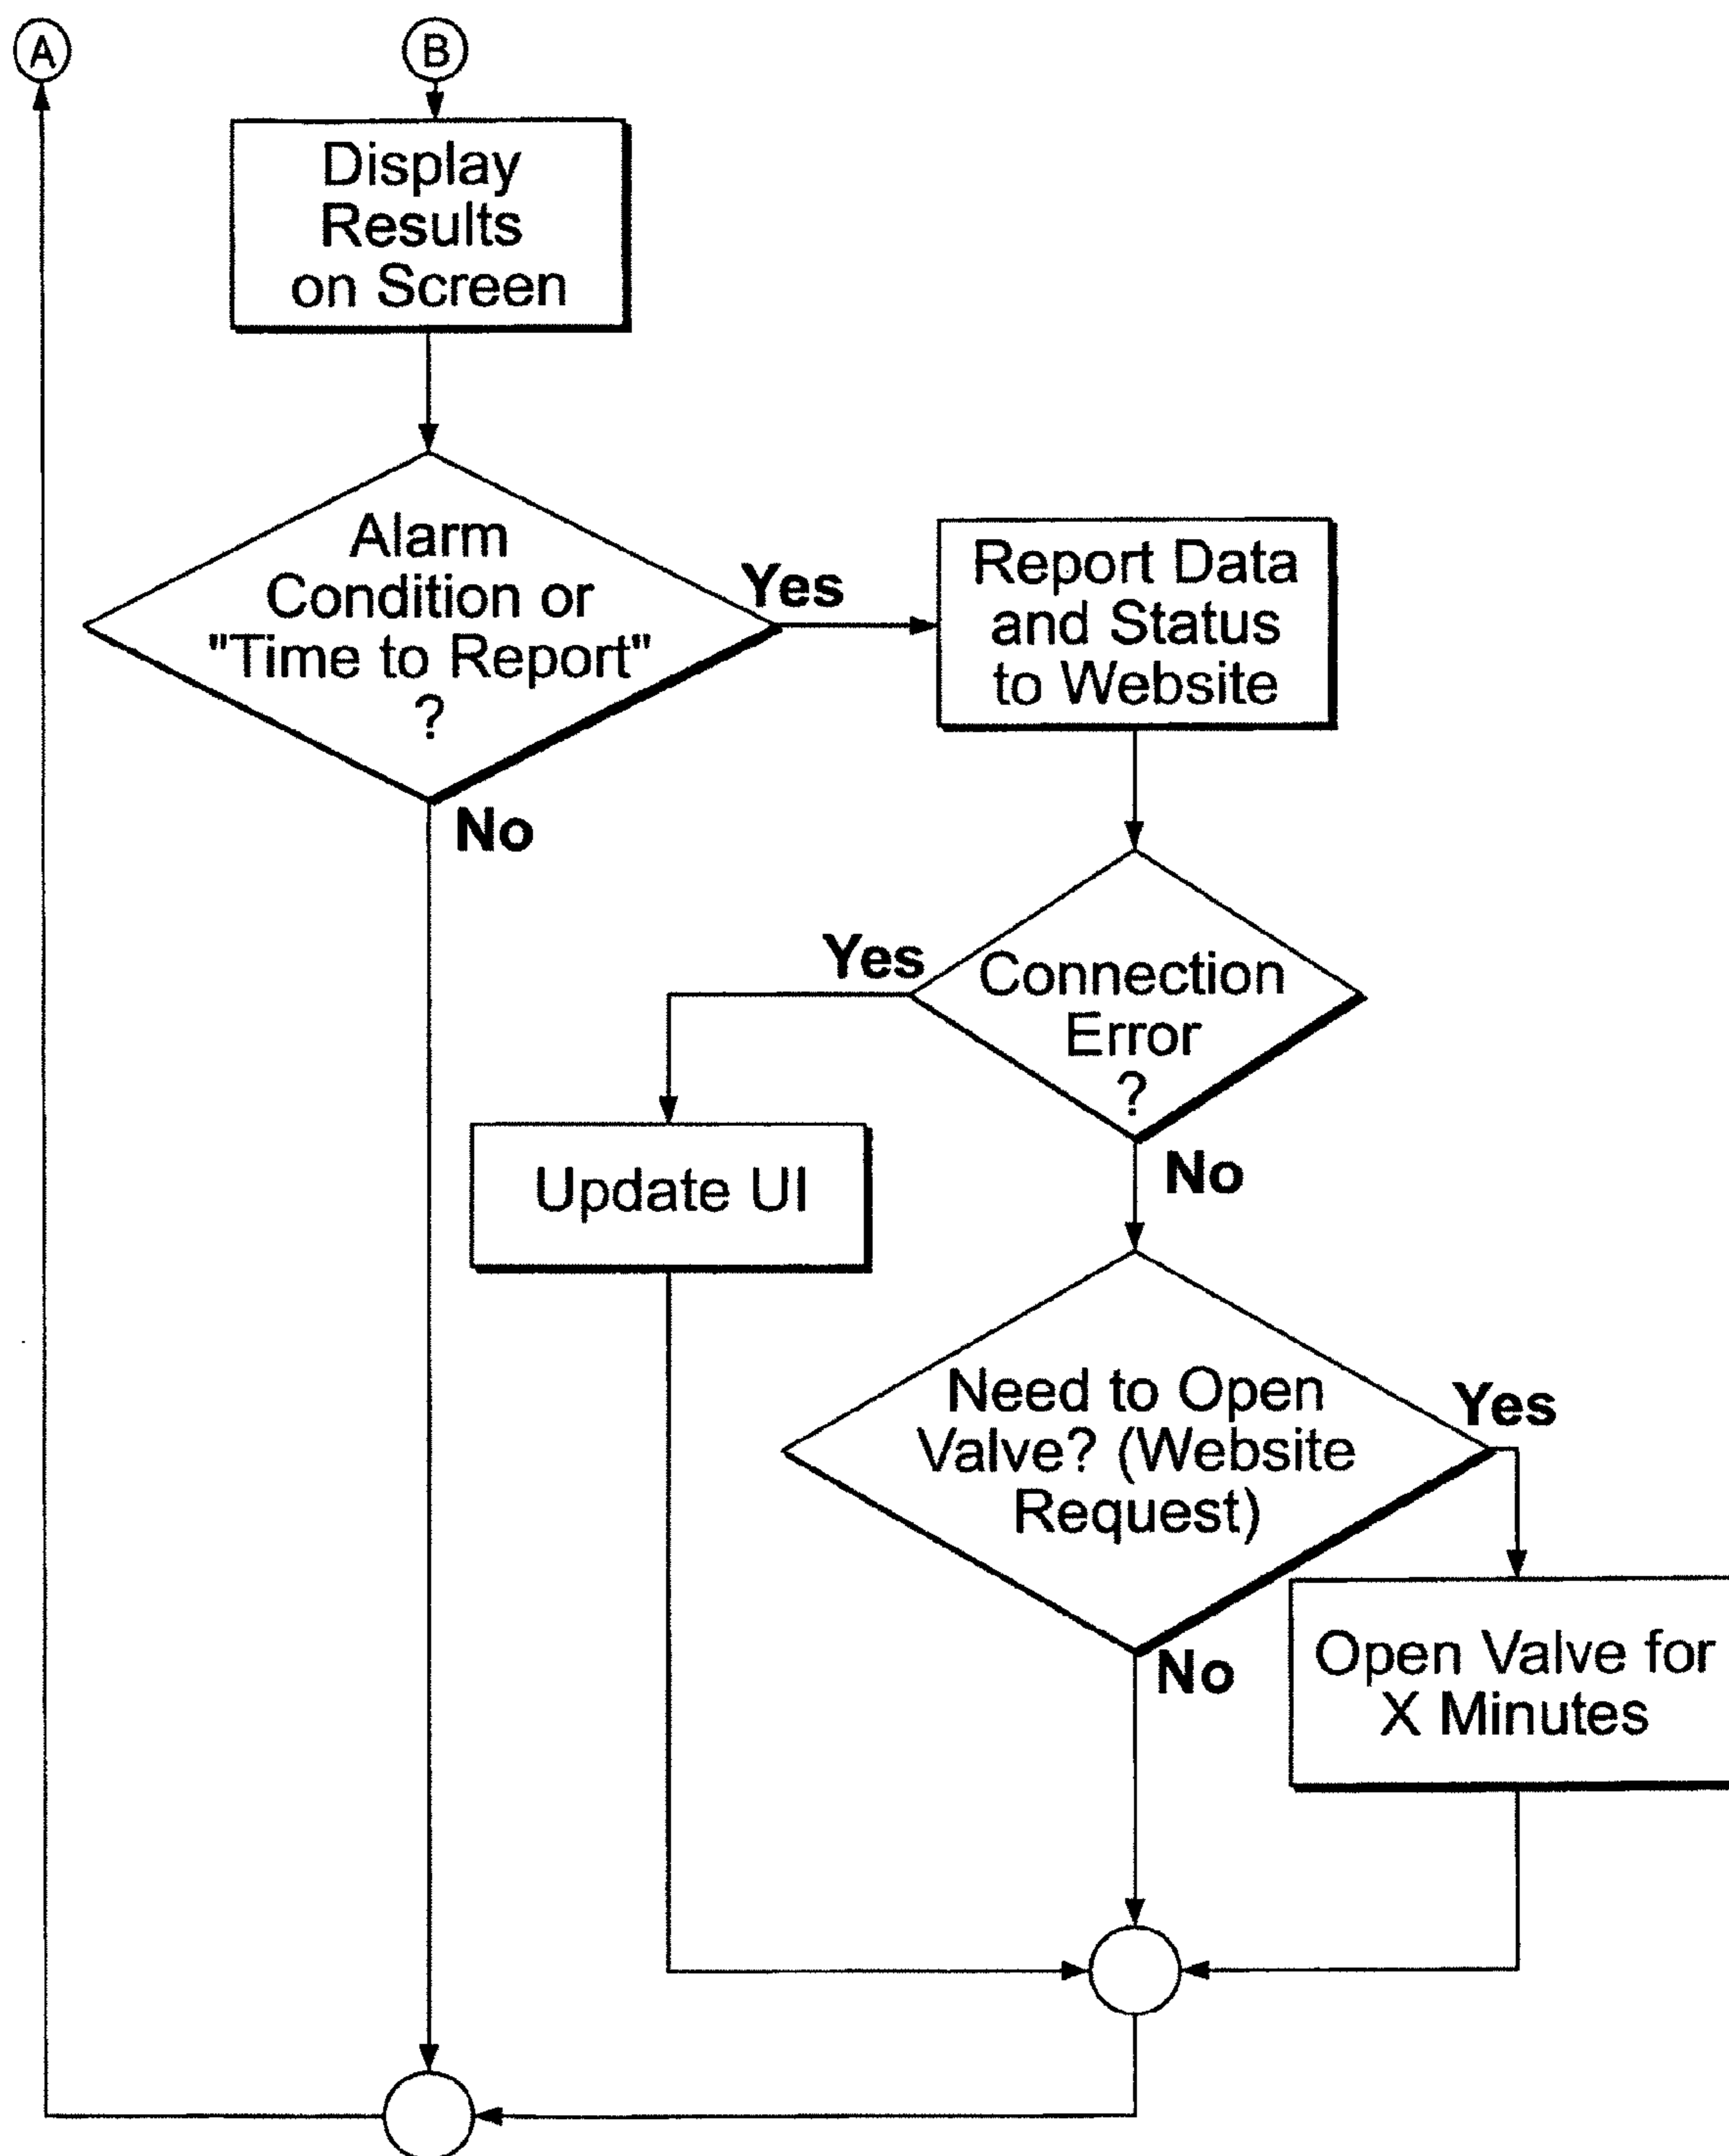 A
B
Display
Results
on Screen
Alarm
Condition or
"Time to Report"
?
Yes
No
Report Data
and Status
to Website
Yes
Connection
Error
?
No
Update UI
Need to Open
Valve? (Website
Request)
Yes
No
Open Valve for
X Minutes